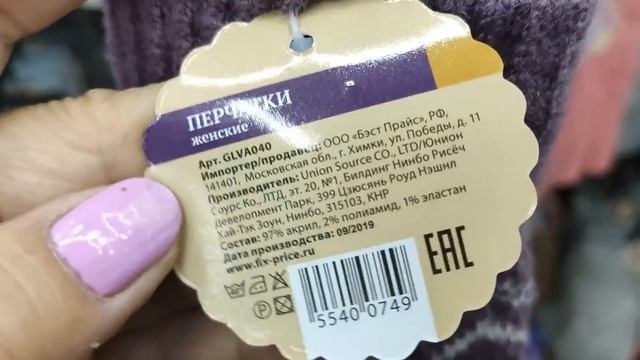 ПЕРЧАТКИ
женские
Арт. GLVA040
Импортер/продавец: ООО «Бэст Прайс», РФ,
141401, Московская обл., г. Химки, ул. Победы, д. 11
Производитель: Union Source CO., LTD/Юнион
Соурс Ко., ЛТД, эт. 20, №1, Билдинг Нинбо Рисёч
Девелопмент Парк, 399 Цзюсянь Роуд Нэшнл
Хай-Тэк Зоун, Нинбо, 315103, КНР
Состав: 97% акрил, 2% полиамид, 1% эластан
Дата производства: 09/2019
www.fix-price.ru
EAC
5540 0749